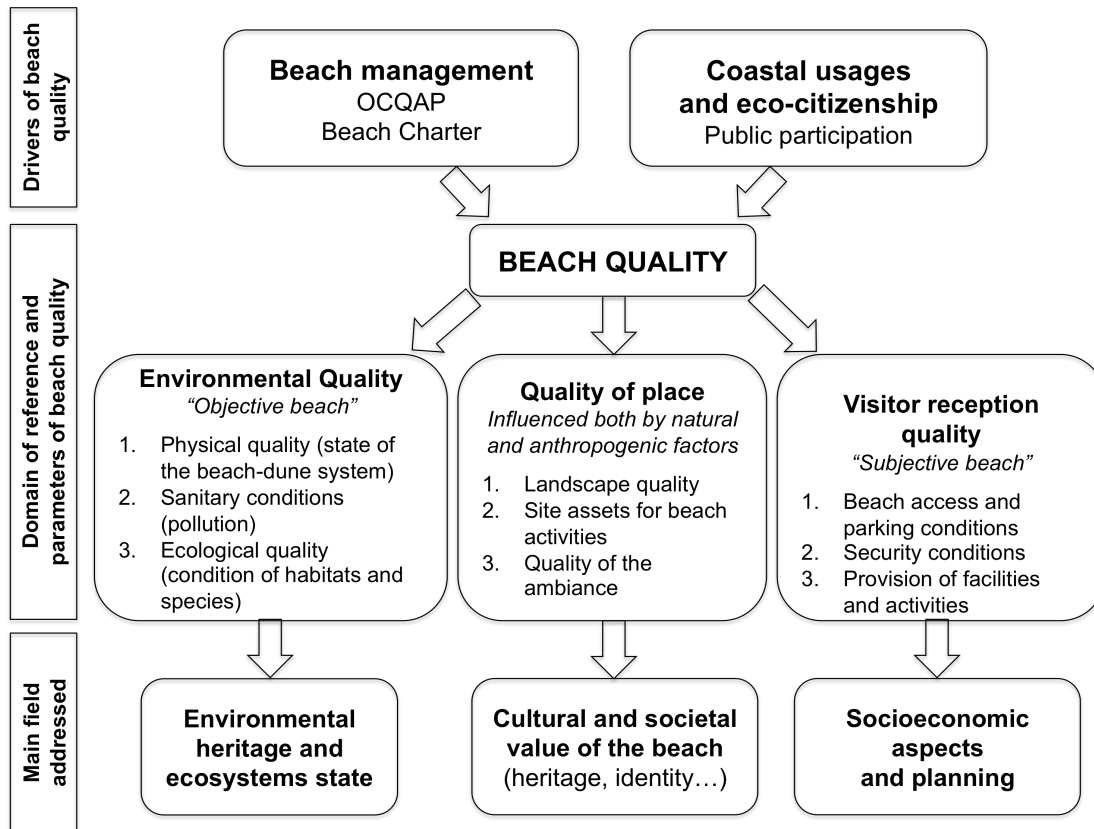 Drivers of beach
quality
Beach management
OCQAP
Beach Charter
Coastal usages
and eco-citizenship
Public participation
Domain of reference and
parameters of beach quality
BEACH QUALITY
Environmental Quality
“Objective beach”
1. Physical quality (state of
the beach-dune system)
2. Sanitary conditions
(pollution)
3. Ecological quality
(condition of habitats and
species)
Quality of place
Influenced both by natural
and anthropogenic factors
1. Landscape quality
2. Site assets for beach
activities
3. Quality of the
ambiance
Visitor reception
quality
“Subjective beach”
1. Beach access and
parking conditions
2. Security conditions
3. Provision of facilities
and activities
Main field
addressed
Environmental
heritage and
ecosystems state
Cultural and societal
value of the beach
(heritage, identity…)
Socioeconomic
aspects
and planning